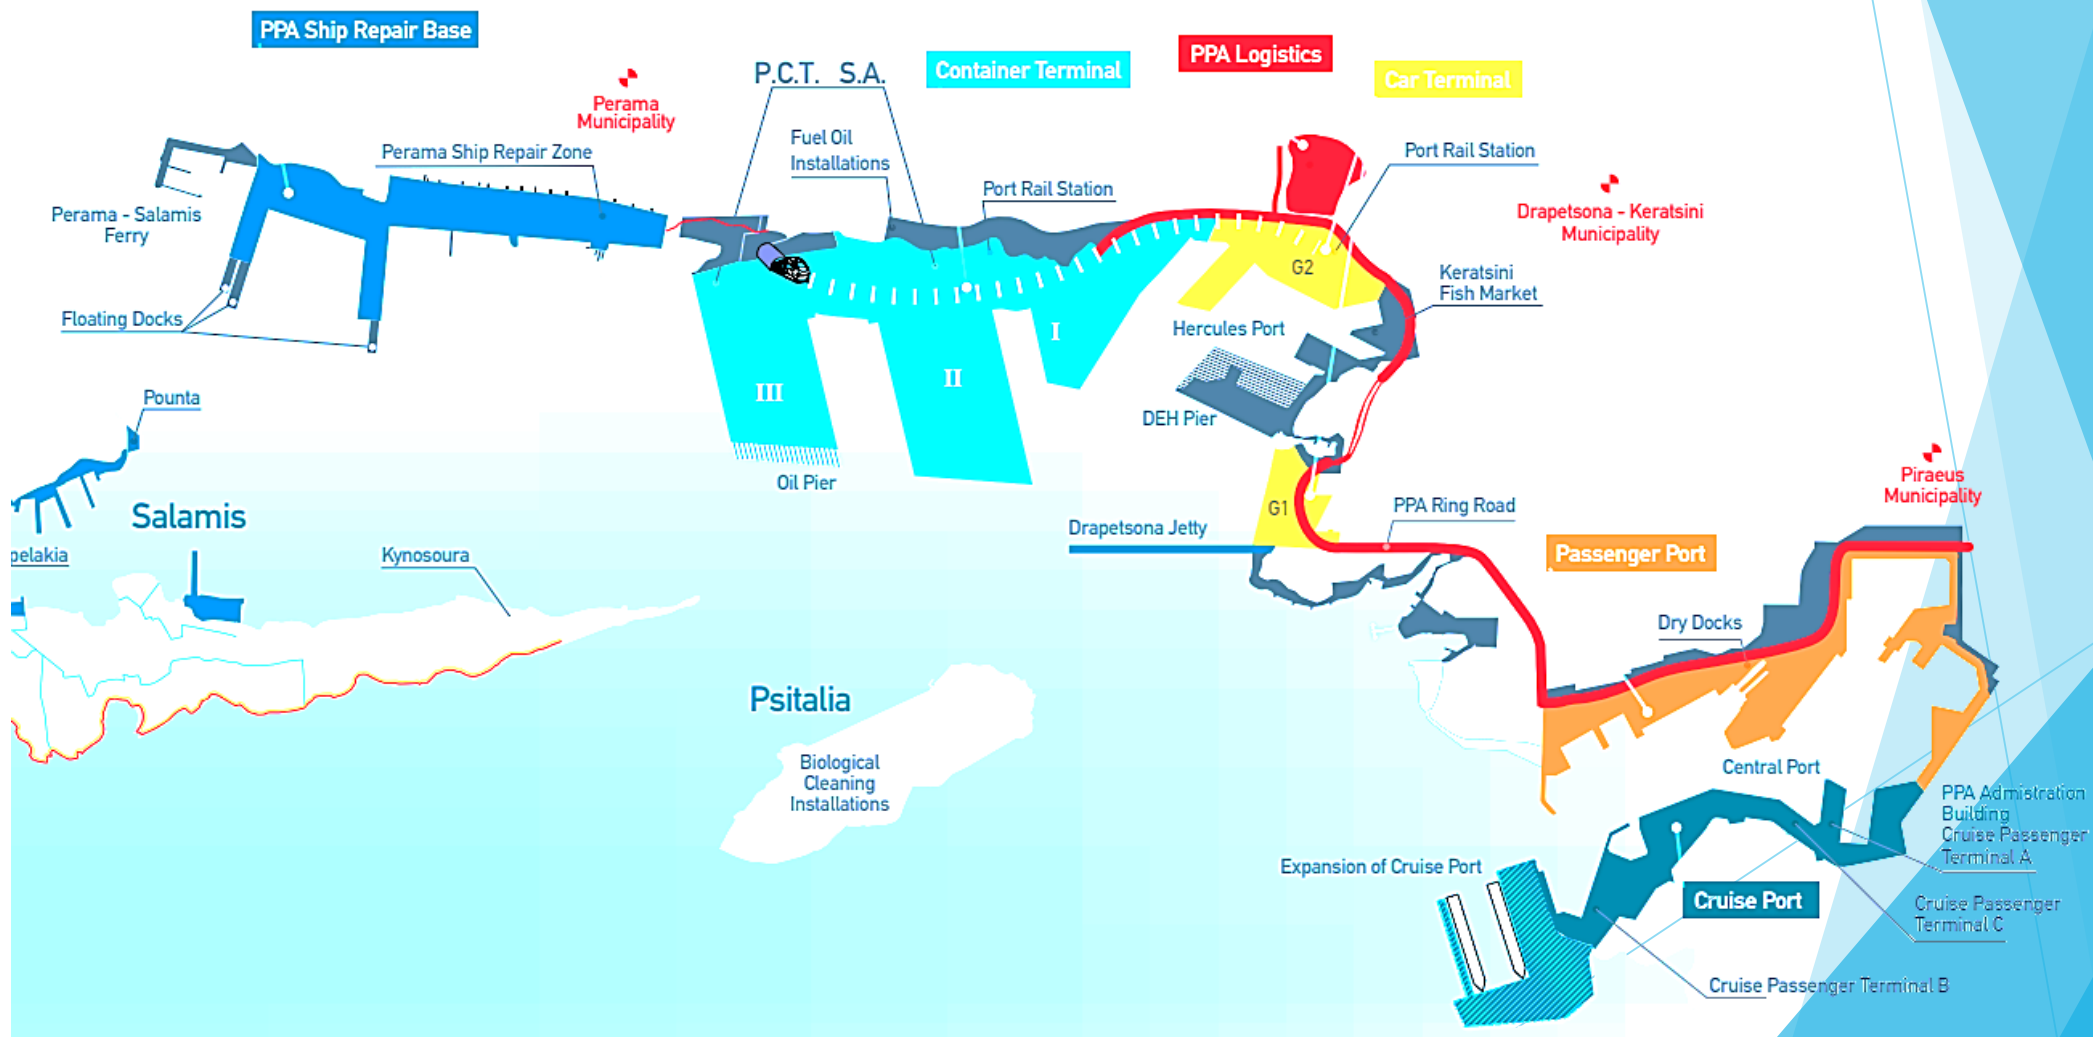 PPA Ship Repair Base
P.C.T. S.A.
Container Terminal
PPA Logistics
Car Terminal
Perama
Municipality
Fuel Oil
Installations
Perama Ship Repair Zone
Port Rail Station
Port Rail Station
Drapetsona - Keratsini
Municipality
Perama - Salamis
Ferry
Floating Docks
G2
Keratsini
Fish Market
Hercules Port
I
II
III
DEH Pier
Pounta
Oil Pier
Salamis
pelakia
Kynosoura
Drapetsona Jetty
G1
PPA Ring Road
Piraeus
Municipality
Passenger Port
Dry Docks
Psitalia
Biological
Cleaning
Installations
Central Port
PPA Admistration
Building
Cruise Passenger
Terminal A
Expansion of Cruise Port
Cruise Port
Cruise Passenger
Terminal C
Cruise Passenger Terminal B